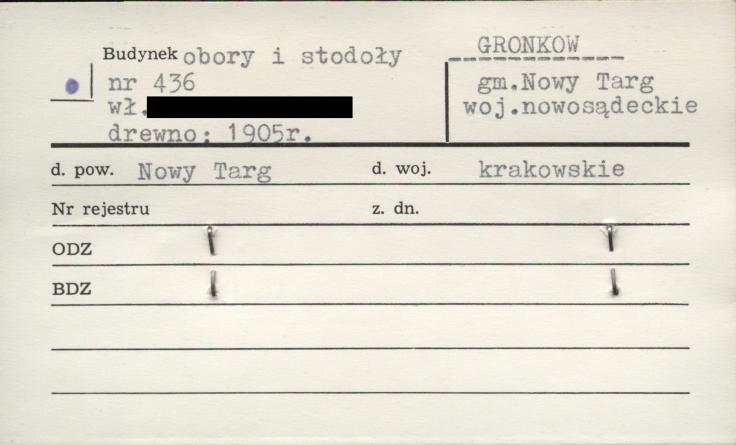 Budynek obory i stodoły
nr 436
wł.
drewno: 1905r.
GRONKOW
gm.Nowy Targ
woj.nowosądeckie
d. pow. Nowy Targ d. woj. krakowskie
Nr rejestru z. dn.
ODZ
BDZ